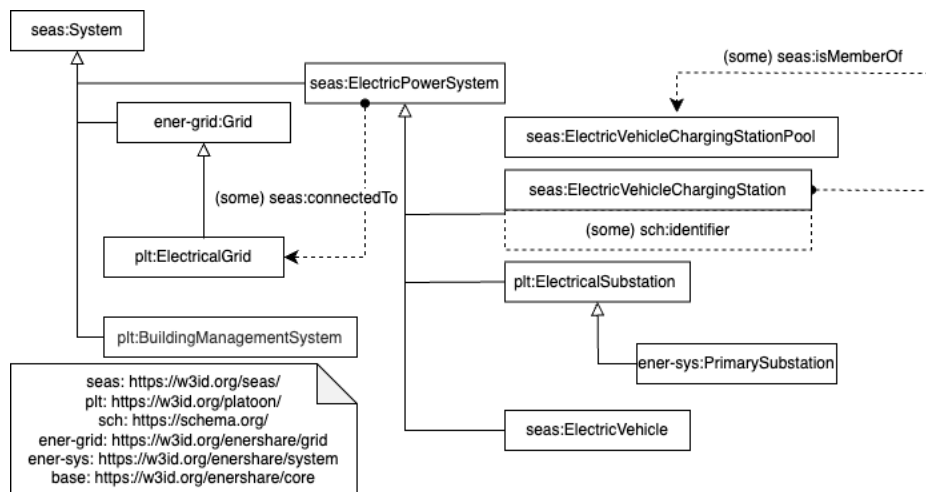 seas:System
(some) seas:isMemberOf
seas:ElectricPowerSystem
ener-grid:Grid
seas:ElectricVehicleChargingStationPool
seas:ElectricVehicleChargingStation
(some) seas:connectedTo
(some) sch:identifier
plt:ElectricalGrid
plt:ElectricalSubstation
plt:BuildingManagementSystem
ener-sys:PrimarySubstation
seas:ElectricVehicle
seas: https://w3id.org/seas/
plt: https://w3id.org/platoon/
sch: https://schema.org/
ener-grid: https://w3id.org/enershare/grid
ener-sys: https://w3id.org/enershare/system
base: https://w3id.org/enershare/core